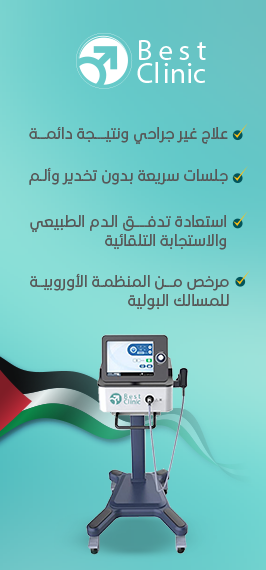 Best
Clinic
علاج غير جراحي ونتيجة دائمة
جلسات سريعة بدون تخدير وألم
استعادة تدفق الدم الطبيعي
والاستجابة التلقائية
مرخص من المنظمة الأوروبية
للمسالك البولية
Best
Clinic